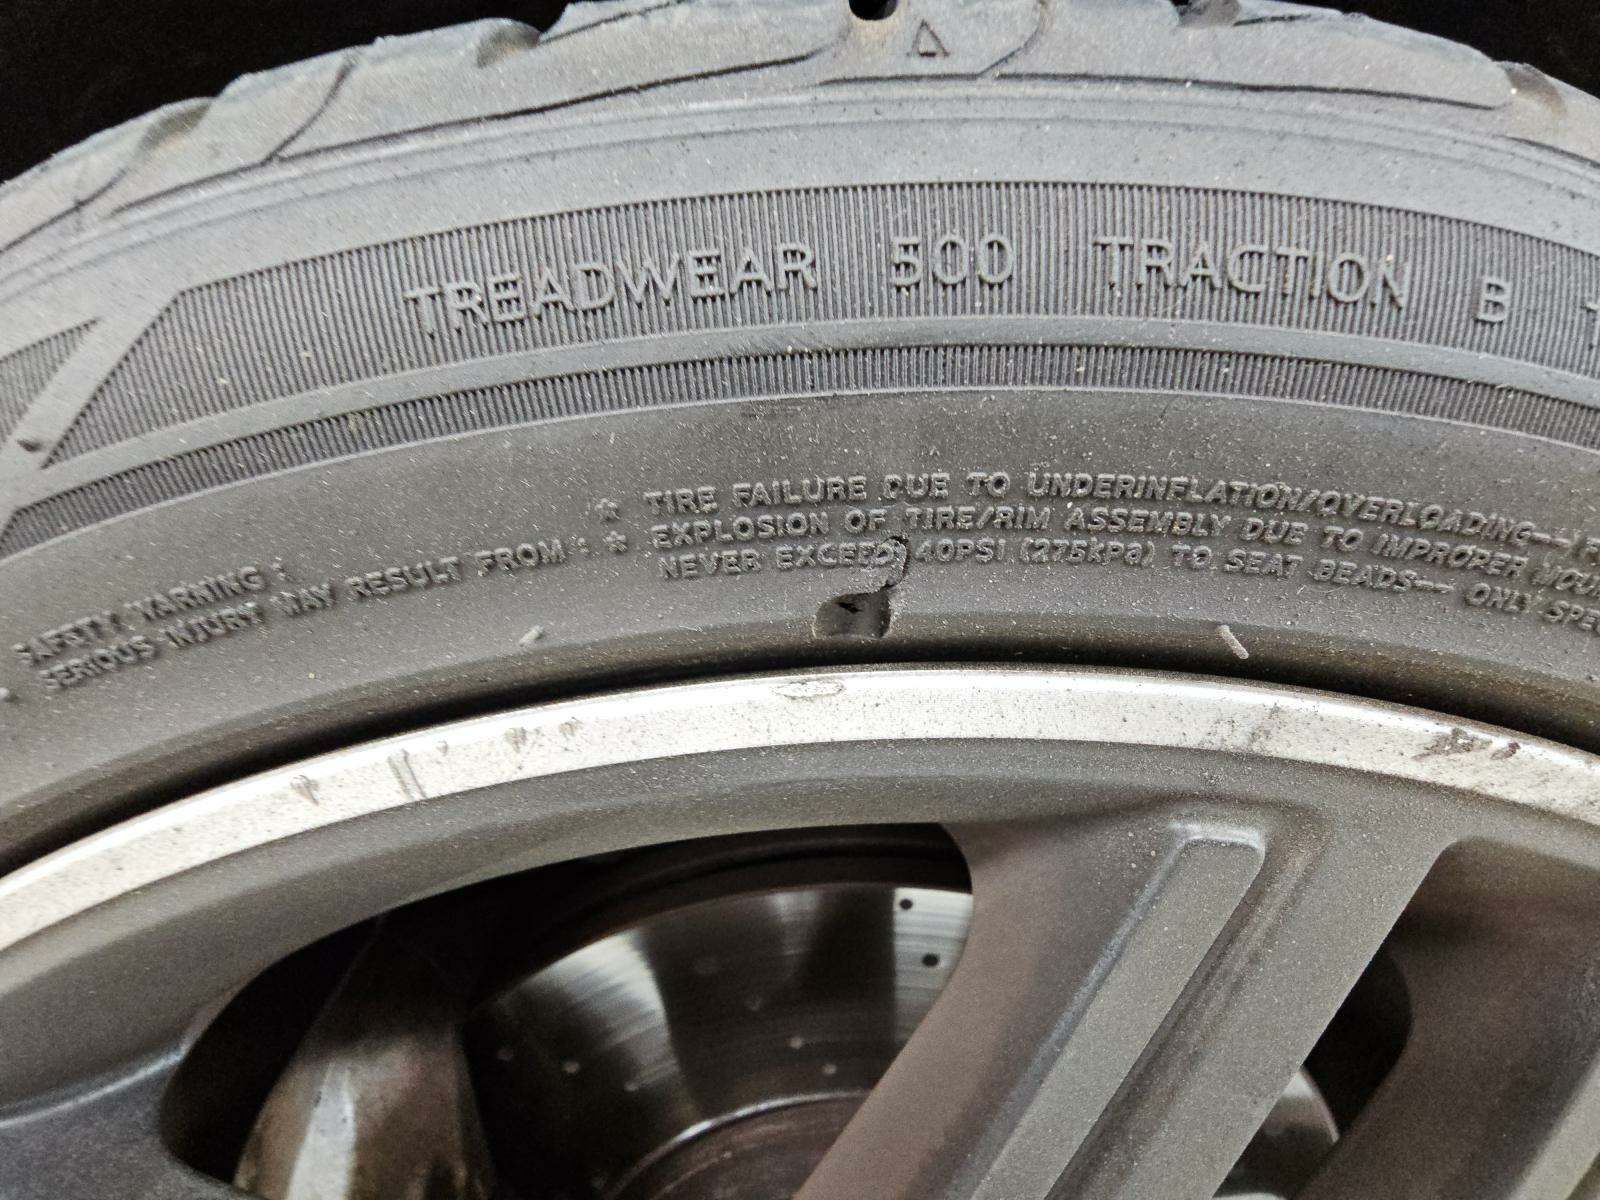 TREADWEAR 500 TRACTION B
SAFETY WARNING :
SERIOUS INJURY MAY RESULT FROM :
* TIRE FAILURE DUE TO UNDERINFLATION/OVERLOADING—
* EXPLOSION OF TIRE/RIM ASSEMBLY DUE TO IMPROPER
NEVER EXCEED 40PSI (275kPa) TO SEAT BEADS— ONLY